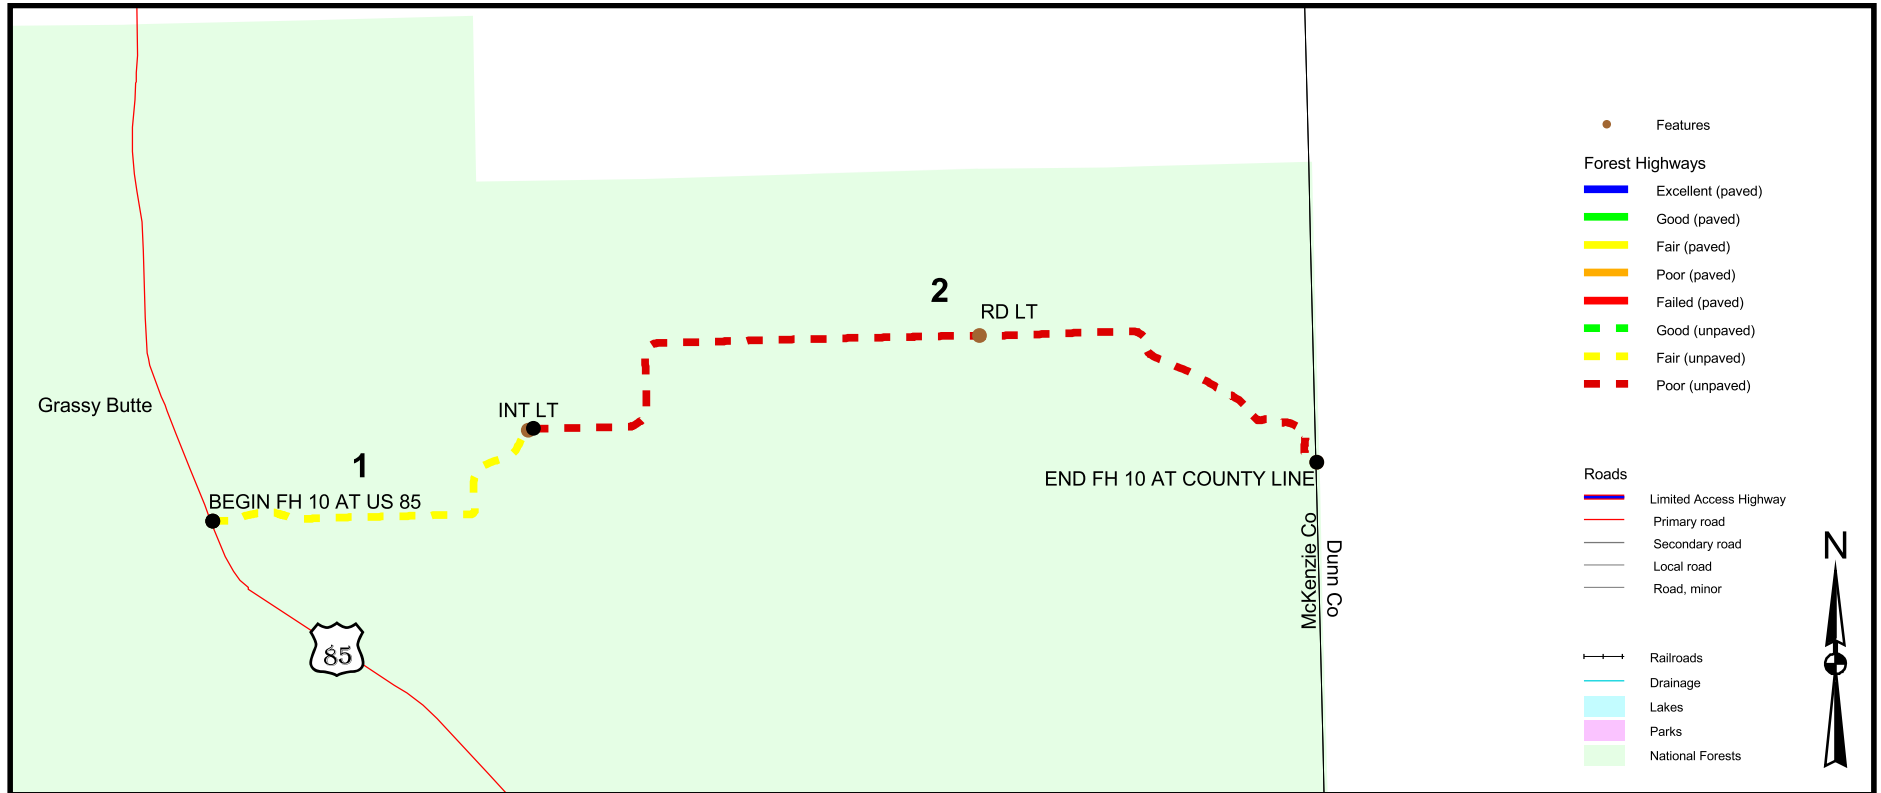 2
RD LT
Grassy Butte
INT LT
1
BEGIN FH 10 AT US 85
END FH 10 AT COUNTY LINE
McKenzie Co
Dunn Co
85
Features
Forest Highways
Excellent (paved)
Good (paved)
Fair (paved)
Poor (paved)
Failed (paved)
Good (unpaved)
Fair (unpaved)
Poor (unpaved)
Roads
Limited Access Highway
Primary road
Secondary road
Local road
Road, minor
Railroads
Drainage
Lakes
Parks
National Forests
N